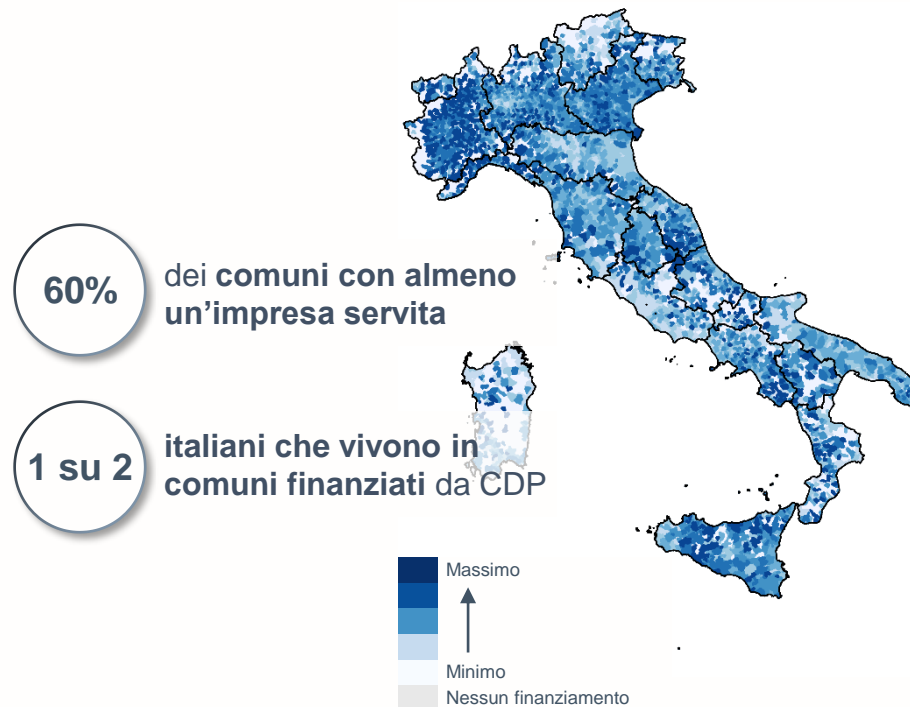 60%
dei comuni con almeno
un'impresa servita
1 su 2
italiani che vivono in
comuni finanziati da CDP
Massimo
Minimo
Nessun finanziamento